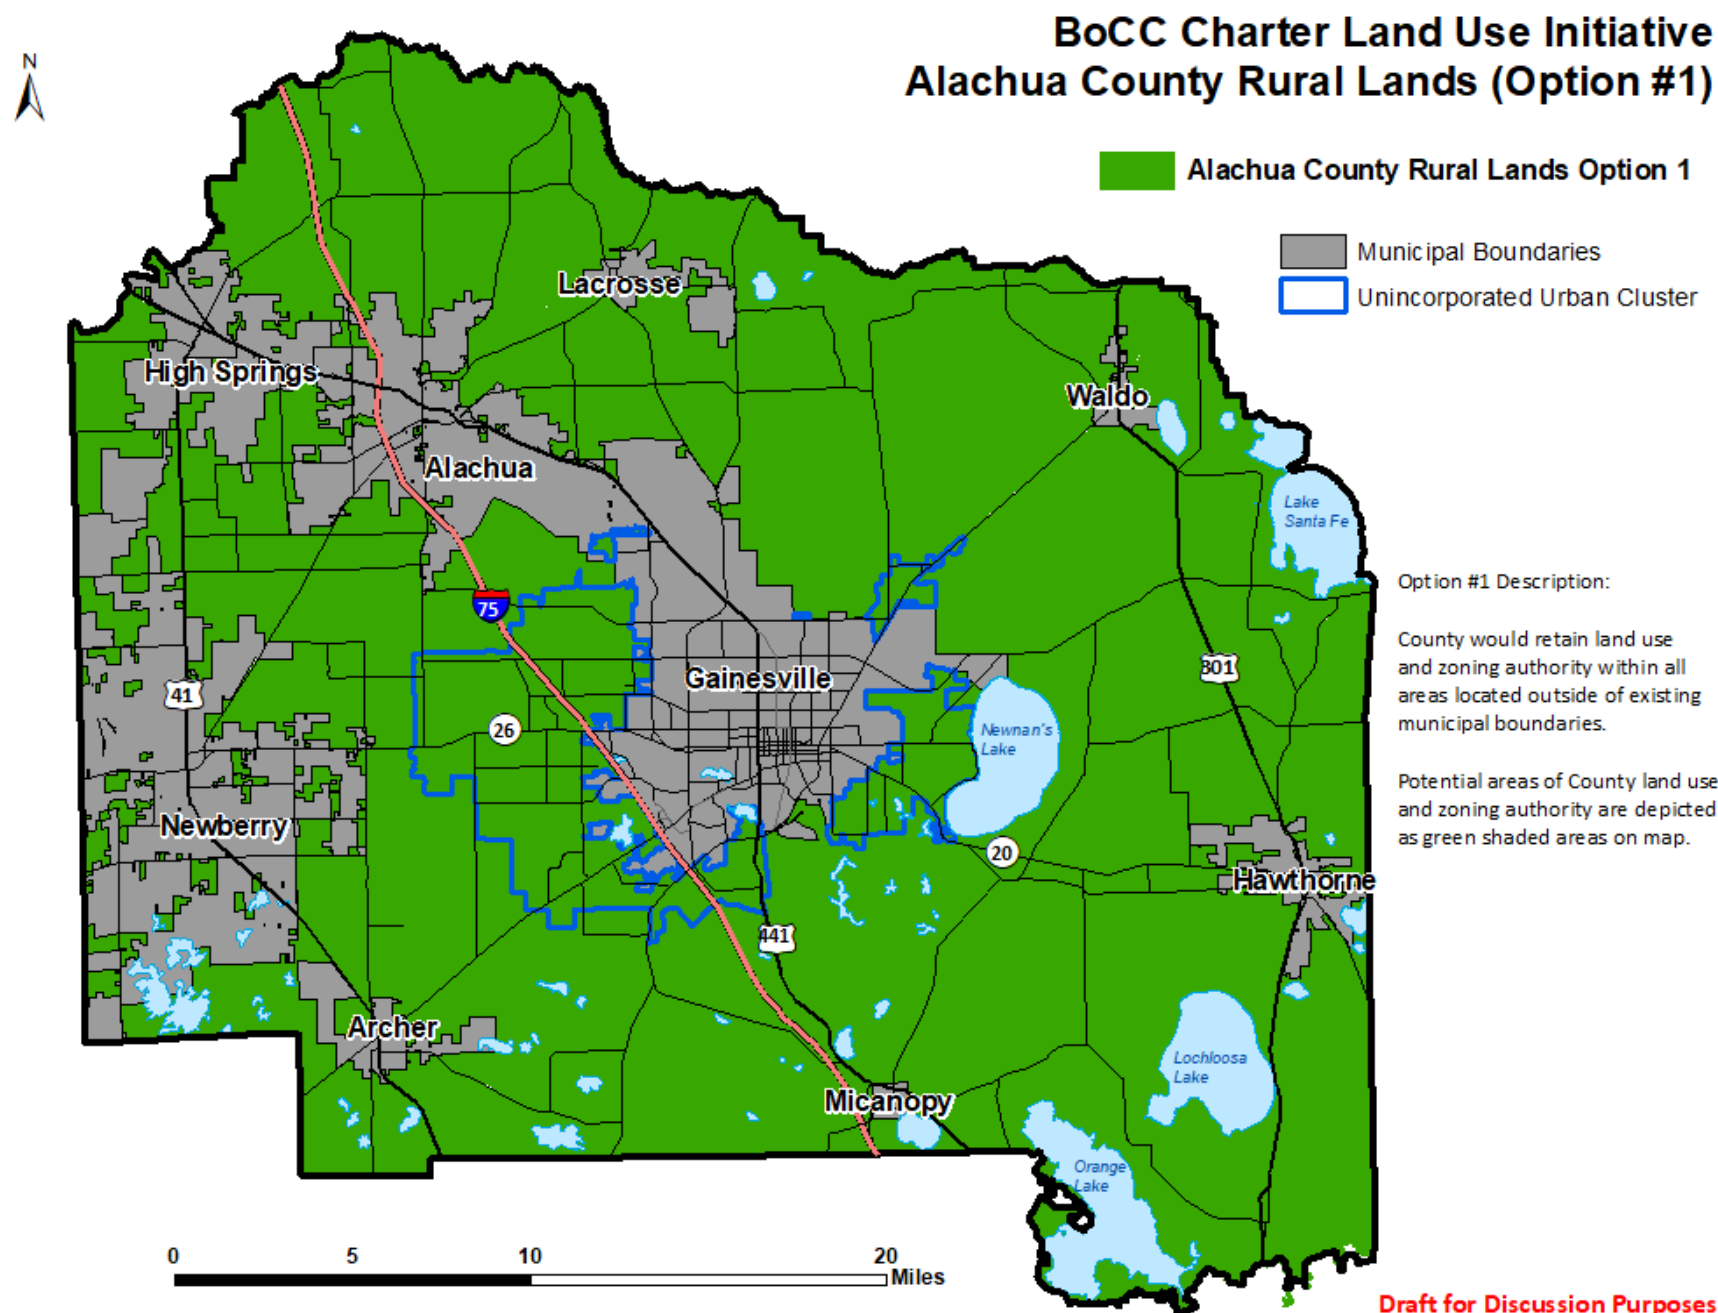 BoCC Charter Land Use Initiative
Alachua County Rural Lands (Option #1)
N
Alachua County Rural Lands Option 1
Municipal Boundaries
Unincorporated Urban Cluster
Lacrosse
High Springs
Waldo
Alachua
Lake
Santa Fe
Option #1 Description:
County would retain land use
and zoning authority within all
areas located outside of existing
municipal boundaries.
Potential areas of County land use
and zoning authority are depicted
as green shaded areas on map.
75
41
301
Gainesville
26
Newnan's
Lake
Newberry
20
Hawthorne
441
Archer
Lochloosa
Lake
Micanopy
Orange
Lake
0 5 10 20
Miles
Draft for Discussion Purposes